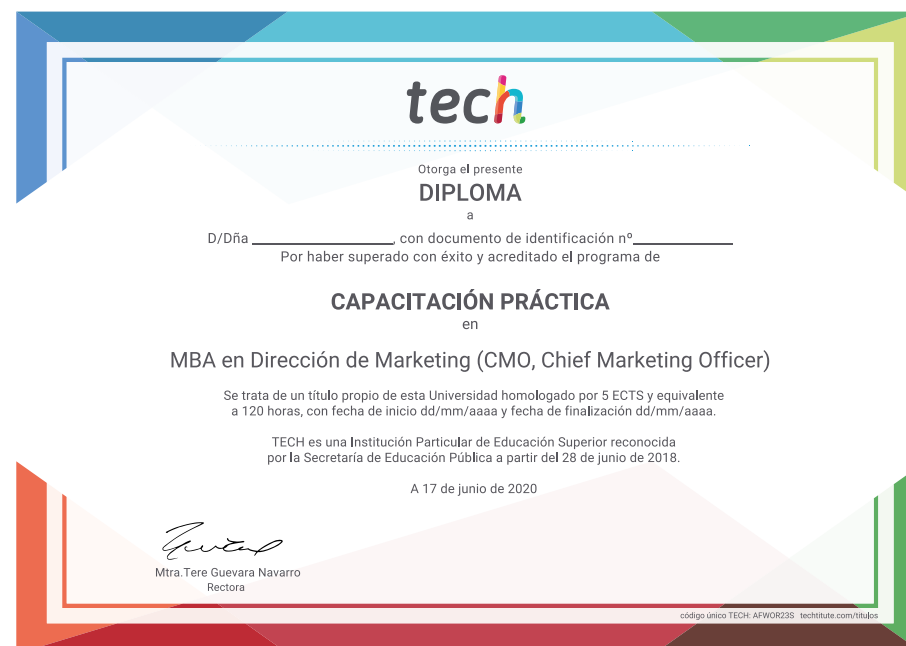 tech
Otorga el presente
DIPLOMA
a
D/Dña ____________, con documento de identificación nº____________
Por haber superado con éxito y acreditado el programa de
CAPACITACIÓN PRÁCTICA
en
MBA en Dirección de Marketing (CMO, Chief Marketing Officer)
Se trata de un título propio de esta Universidad homologado por 5 ECTS y equivalente
a 120 horas, con fecha de inicio dd/mm/aaaa y fecha de finalización dd/mm/aaaa.
TECH es una Institución Particular de Educación Superior reconocida
por la Secretaría de Educación Pública a partir del 28 de junio de 2018.
A 17 de junio de 2020
Mtra.Tere Guevara Navarro
Rectora
código único TECH: AFWOR23S techtitute.com/titulos